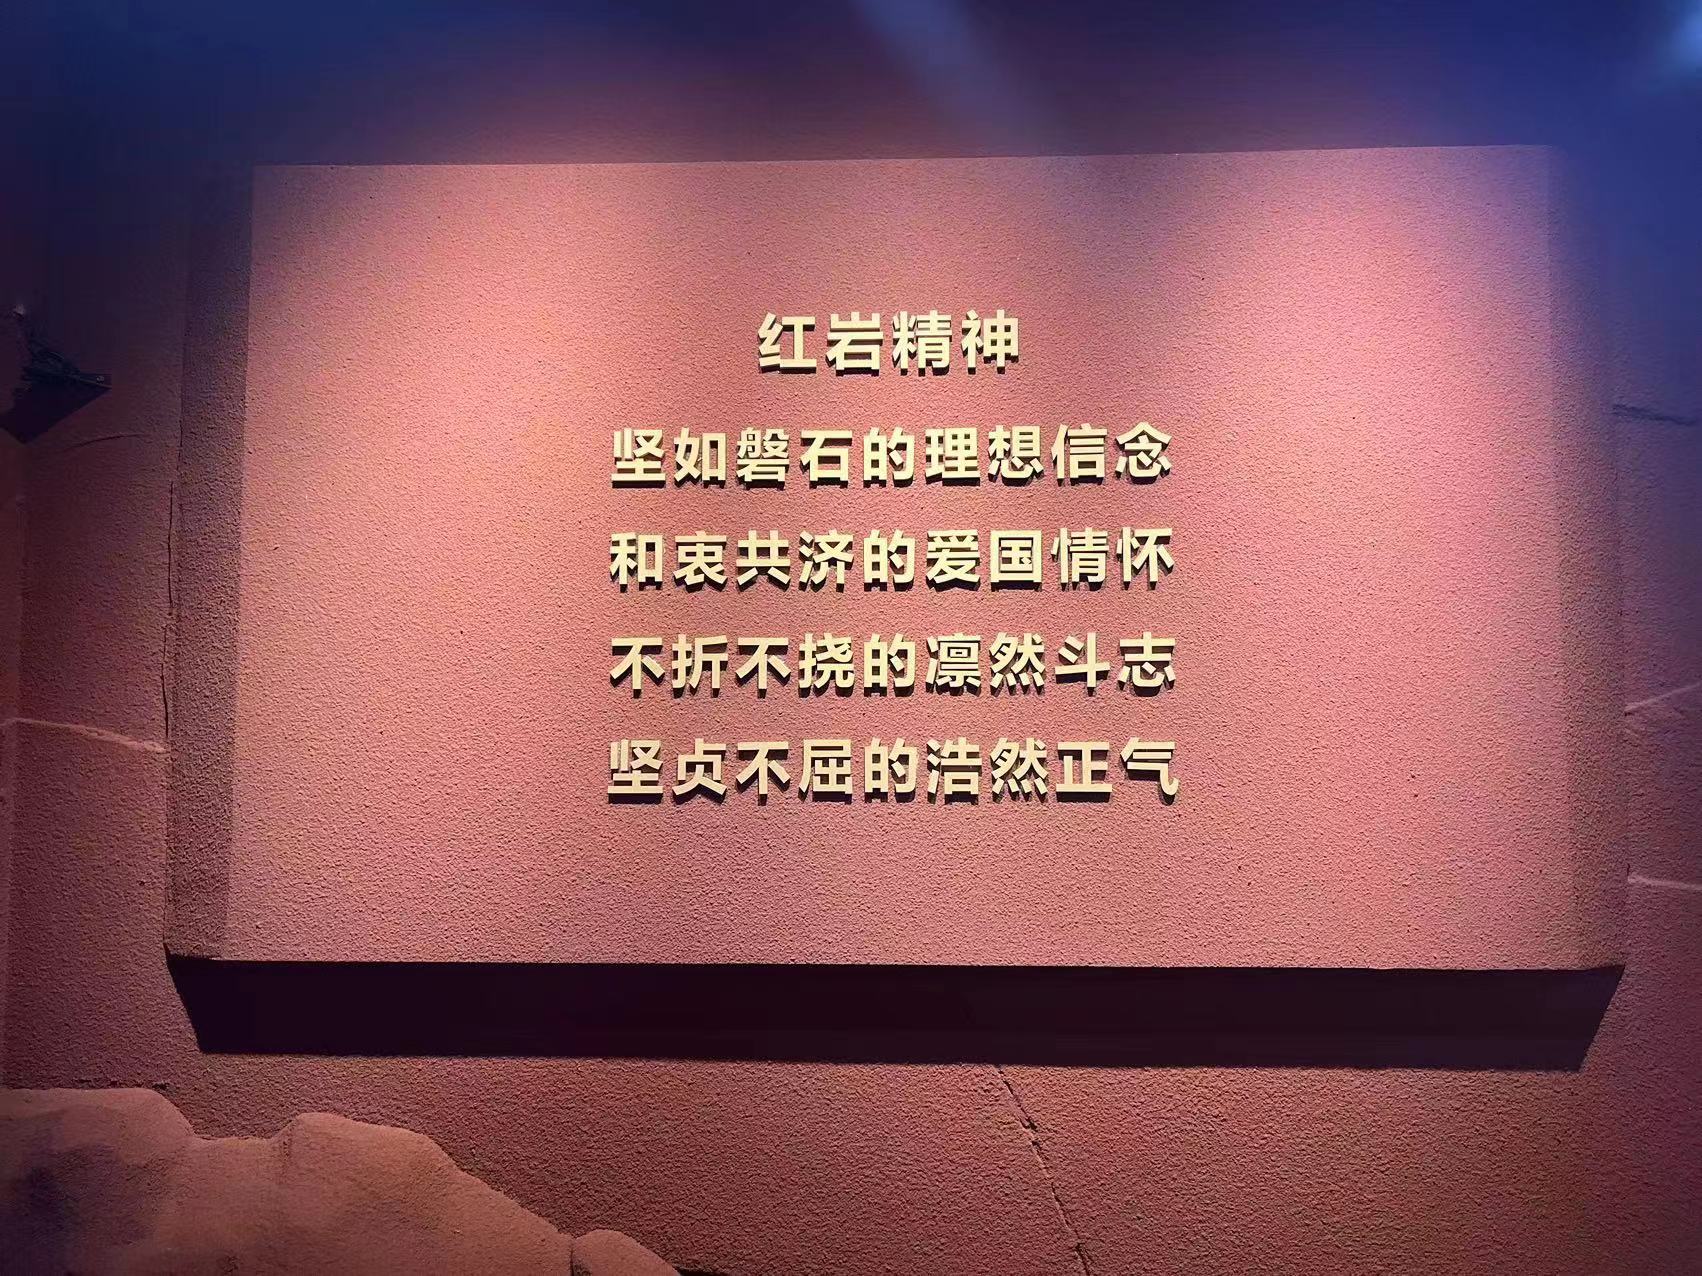 红岩精神
坚如磐石的理想信念
和衷共济的爱国情怀
不折不挠的凛然斗志
坚贞不屈的浩然正气